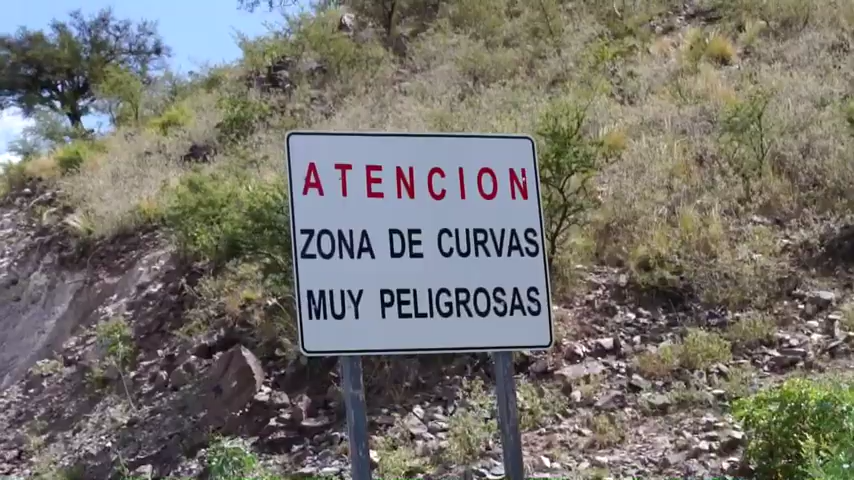 ATENCION
ZONA DE CURVAS
MUY PELIGROSAS